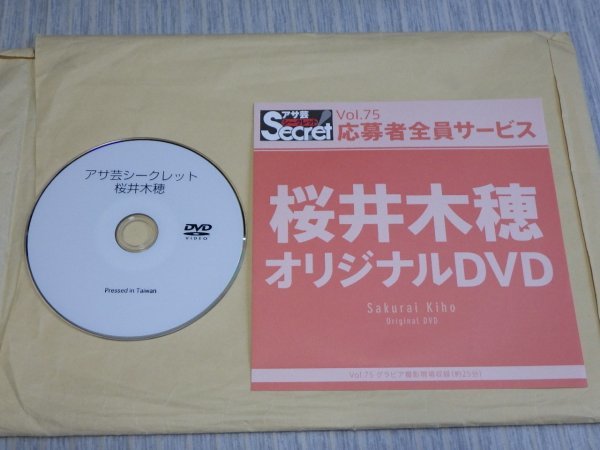 アサ芸シークレット
桜井木穂
DVD
VIDEO
Pressed in Taiwan
アサ芸
Secret!
Vol.75
応募者全員サービス
桜井木穂
オリジナルDVD
Sakurai Kiho
Original DVD
Vol.75 グラビア撮影現場収録(約25分)